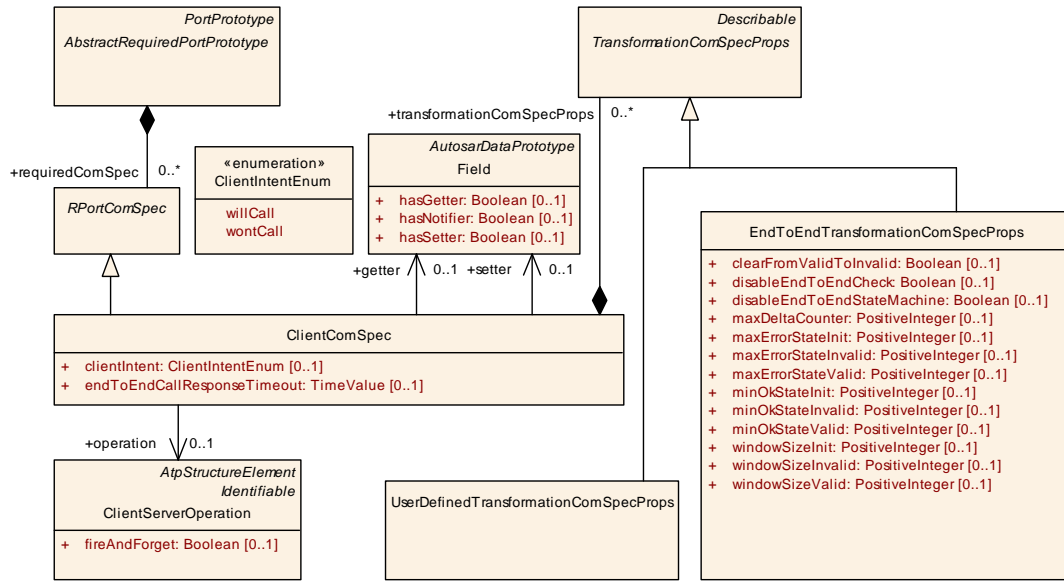 PortPrototype
AbstractRequiredPortPrototype
Describable
TransformationComSpecProps
+transformationComSpecProps 0..*
+requiredComSpec 0..*
«enumeration»
ClientIntentEnum
willCall
wontCall
AutosarDataPrototype
Field
+ hasGetter: Boolean [0..1]
+ hasNotifier: Boolean [0..1]
+ hasSetter: Boolean [0..1]
RPortComSpec
+getter 0..1 +setter 0..1
EndToEndTransformationComSpecProps
+ clearFromValidToInvalid: Boolean [0..1]
+ disableEndToEndCheck: Boolean [0..1]
+ disableEndToEndStateMachine: Boolean [0..1]
+ maxDeltaCounter: PositiveInteger [0..1]
+ maxErrorStateInit: PositiveInteger [0..1]
+ maxErrorStateInvalid: PositiveInteger [0..1]
+ maxErrorStateValid: PositiveInteger [0..1]
+ minOkStateInit: PositiveInteger [0..1]
+ minOkStateInvalid: PositiveInteger [0..1]
+ minOkStateValid: PositiveInteger [0..1]
+ windowSizeInit: PositiveInteger [0..1]
+ windowSizeInvalid: PositiveInteger [0..1]
+ windowSizeValid: PositiveInteger [0..1]
ClientComSpec
+ clientIntent: ClientIntentEnum [0..1]
+ endToEndCallResponseTimeout: TimeValue [0..1]
+operation 0..1
AtpStructureElement
Identifiable
ClientServerOperation
+ fireAndForget: Boolean [0..1]
UserDefinedTransformationComSpecProps